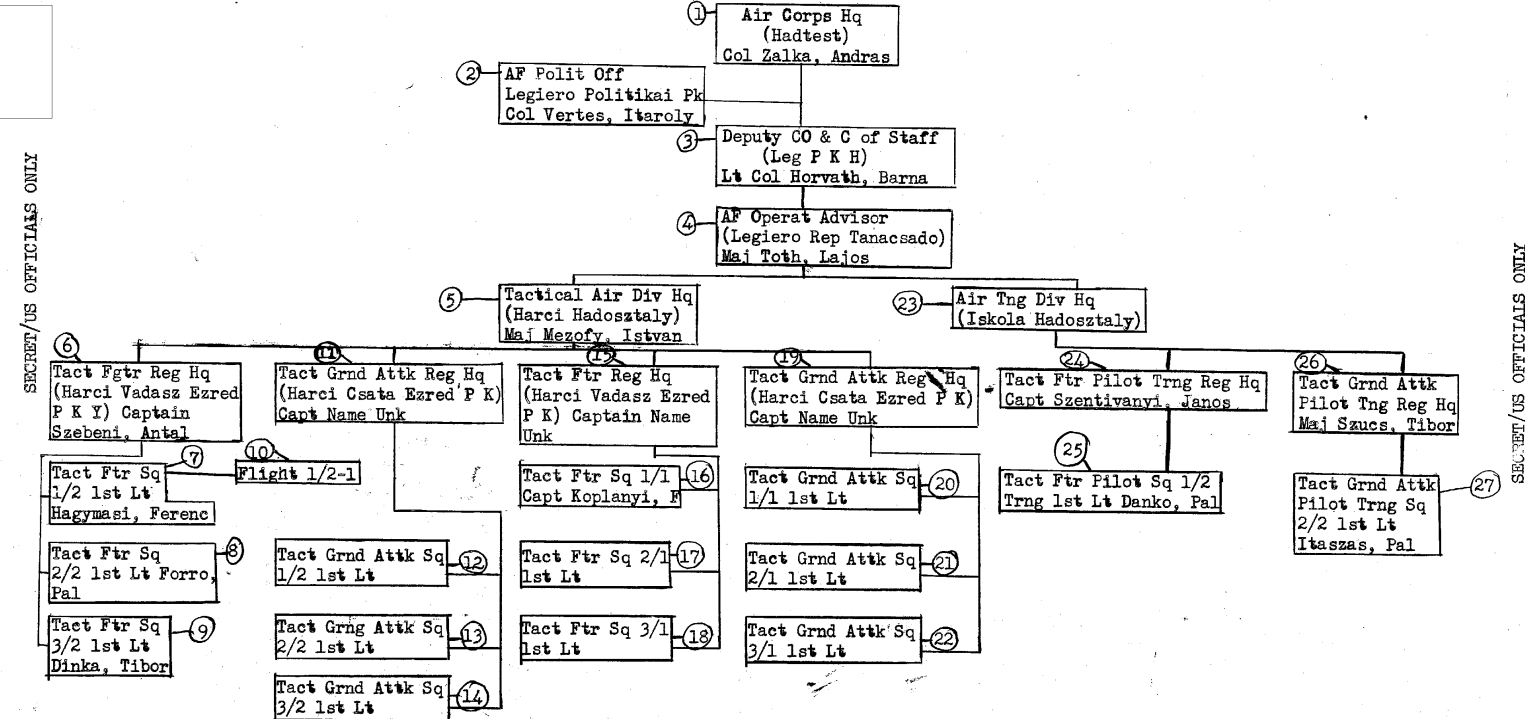 1
Air Corps Hq
(Hadtest)
Col Zalka, Andras
2
AF Polit Off
Legiero Politikai Pk
Col Vertes, Itaroly
3
Deputy CO & C of Staff
(Leg P K H)
Lt Col Horvath, Barna
4
AF Operat Advisor
(Legiero Rep Tanacsado)
Maj Toth, Lajos
5
Tactical Air Div Hq
(Harci Hadosztaly)
Maj Mezofy, Istvan
23
Air Tng Div Hq
(Iskola Hadosztaly)
6
Tact Fgtr Reg Hq
(Harci Vadasz Ezred
P K Y) Captain
Szebeni, Antal
7
Tact Ftr Sq
1/2 1st Lt
Hagymasi, Ferenc
10
Flight 1/2-1
8
Tact Ftr Sq
2/2 1st Lt Forro,
Pal
9
Tact Ftr Sq
3/2 1st Lt
Dinka, Tibor
11
Tact Grnd Attk Reg Hq
(Harci Csata Ezred P K)
Capt Name Unk
12
Tact Grnd Attk Sq
1/2 1st Lt
13
Tact Grng Attk Sq
2/2 1st Lt
14
Tact Grnd Attk Sq
3/2 1st Lt
15
Tact Ftr Reg Hq
(Harci Vadasz Ezred
P K) Captain Name
Unk
16
Tact Ftr Sq 1/1
Capt Koplanyi, F
17
Tact Ftr Sq 2/1
1st Lt
18
Tact Ftr Sq 3/1
1st Lt
19
Tact Grnd Attk Reg Hq
(Harci Csata Ezred P K)
Capt Name Unk
20
Tact Grnd Attk Sq
1/1 1st Lt
21
Tact Grnd Attk Sq
2/1 1st Lt
22
Tact Grnd Attk Sq
3/1 1st Lt
24
Tact Ftr Pilot Trng Reg Hq
Capt Szentivanyi, Janos
25
Tact Ftr Pilot Sq 1/2
Trng 1st Lt Danko, Pal
26
Tact Grnd Attk
Pilot Tng Reg Hq
Maj Szucs, Tibor
27
Tact Grnd Attk
Pilot Trng Sq
2/2 1st Lt
Itaszas, Pal
SECRET/US OFFICIALS ONLY
SECRET/US OFFICIALS ONLY